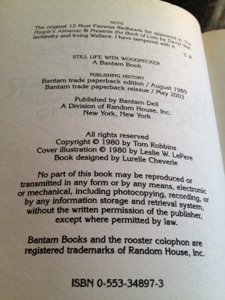 NOTE
The original 12 Most Famous Redheads list appeared in The
People's Almanac ® Presents the Book of Lists by David Wal-
lechinsky and Irving Wallace. I have tampered with it.
T. R.
STILL LIFE WITH WOODPECKER
A Bantam Book
PUBLISHING HISTORY
Bantam trade paperback edition / August 1980
Bantam trade paperback reissue / May 2003
Published by Bantam Dell
A Division of Random House, Inc.
New York, New York
All rights reserved
Copyright © 1980 by Tom Robbins
Cover illustration © 1980 by Leslie W. LePere
Book designed by Lurelle Cheverie
No part of this book may be reproduced or
transmitted in any form or by any means, electronic
or mechanical, including photocopying, recording, or
by any information storage and retrieval system,
without the written permission of the publisher,
except where permitted by law.
Bantam Books and the rooster colophon are
registered trademarks of Random House, Inc.
ISBN 0-553-34897-3